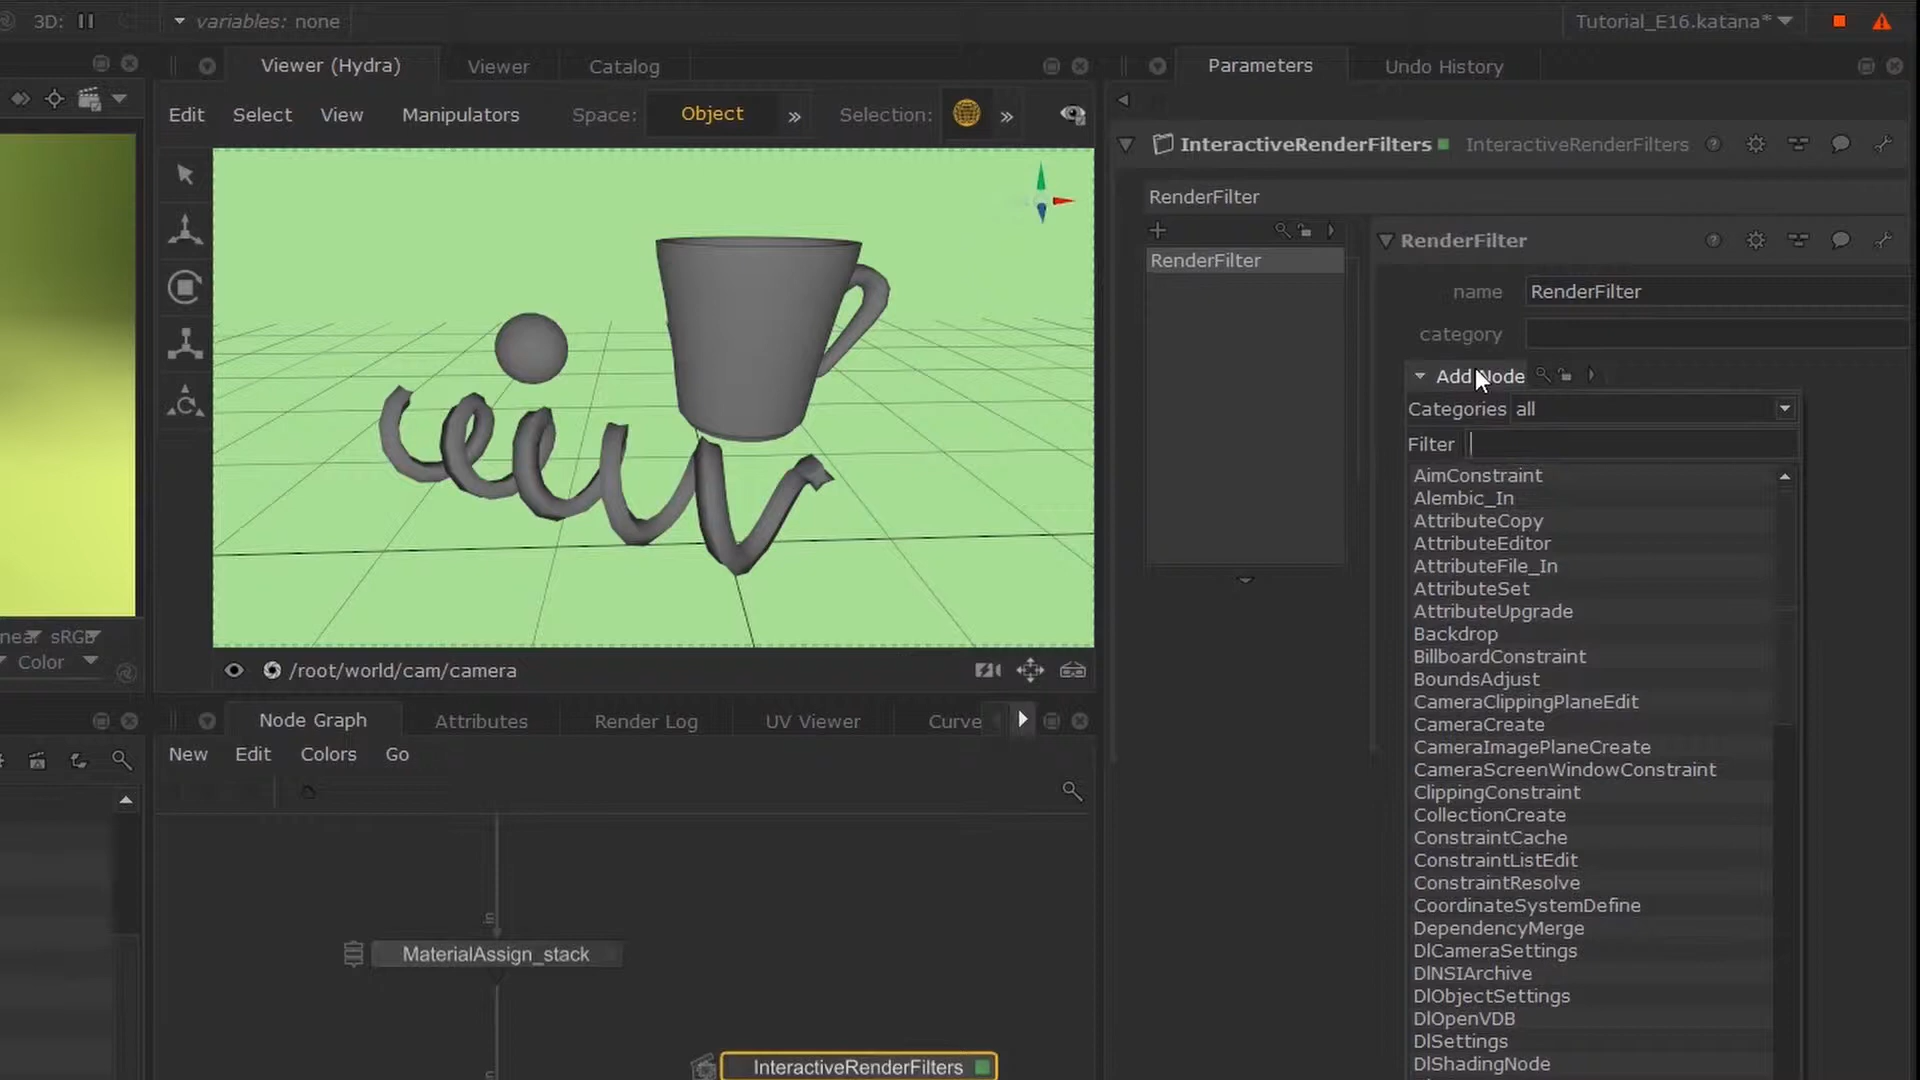 3D:
variables: none
Tutorial_E16.katana*
Viewer (Hydra)
Viewer
Catalog
Parameters
Undo History
Edit
Select
View
Manipulators
Space:
Object
»
Selection:
»
InteractiveRenderFilters
InteractiveRenderFilters
RenderFilter
RenderFilter
RenderFilter
name
RenderFilter
category
Add Node
Categories
all
Filter
AimConstraint
Alembic_In
AttributeCopy
AttributeEditor
AttributeFile_In
AttributeSet
AttributeUpgrade
Backdrop
BillboardConstraint
BoundsAdjust
CameraClippingPlaneEdit
CameraCreate
CameraImagePlaneCreate
CameraScreenWindowConstraint
ClippingConstraint
CollectionCreate
ConstraintCache
ConstraintListEdit
ConstraintResolve
CoordinateSystemDefine
DependencyMerge
DlCameraSettings
DlNSIArchive
DlObjectSettings
DlOpenVDB
DlSettings
DlShadingNode
sRGB
Color
/root/world/cam/camera
Node Graph
Attributes
Render Log
UV Viewer
Curve
New
Edit
Colors
Go
in
MaterialAssign_stack
InteractiveRenderFilters